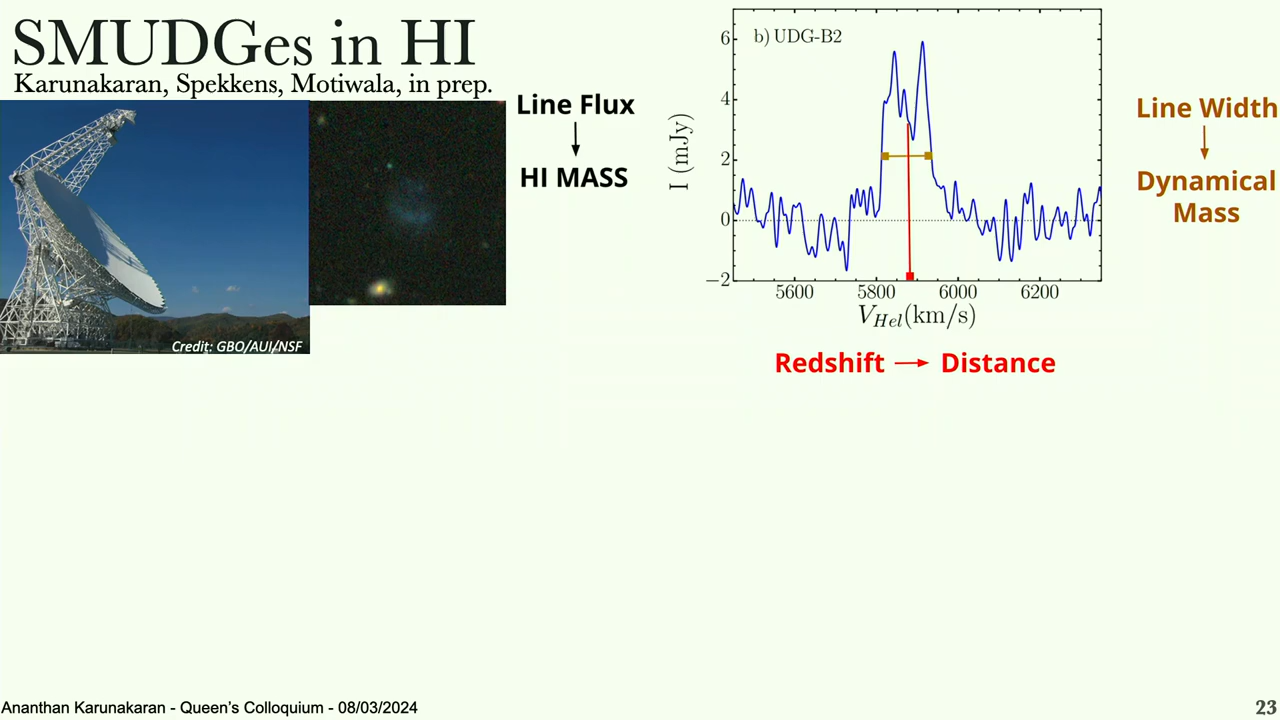 SMUDGes in HI
Karunakaran, Spekkens, Motiwala, in prep.
Credit: GBO/AUI/NSF
Line Flux
HI MASS
b) UDG-B2
I (mJy)
6
4
2
0
−2
5600 5800 6000 6200
V_Hel(km/s)
Redshift → Distance
Line Width
Dynamical
Mass
Ananthan Karunakaran - Queen's Colloquium - 08/03/2024
23